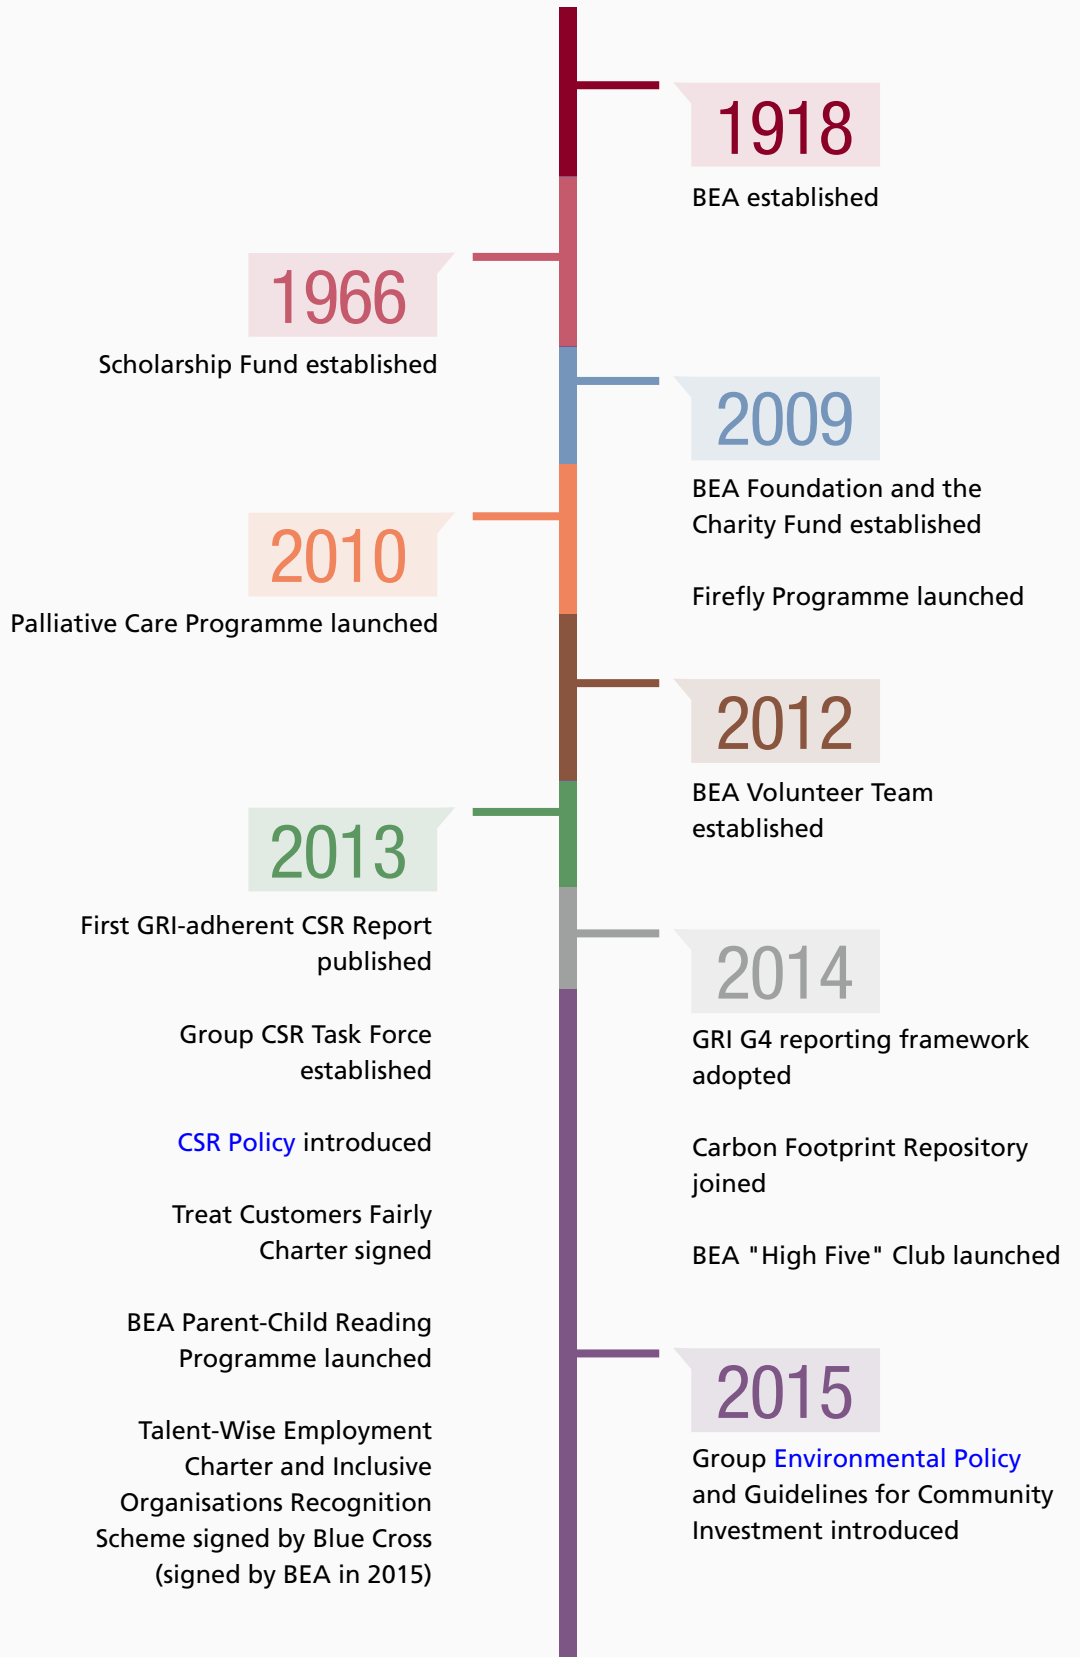 1918
BEA established
1966
Scholarship Fund established
2009
BEA Foundation and the
Charity Fund established
Firefly Programme launched
2010
Palliative Care Programme launched
2012
BEA Volunteer Team
established
2013
First GRI-adherent CSR Report
published
Group CSR Task Force
established
CSR Policy introduced
Treat Customers Fairly
Charter signed
BEA Parent-Child Reading
Programme launched
Talent-Wise Employment
Charter and Inclusive
Organisations Recognition
Scheme signed by Blue Cross
(signed by BEA in 2015)
2014
GRI G4 reporting framework
adopted
Carbon Footprint Repository
joined
BEA "High Five" Club launched
2015
Group Environmental Policy
and Guidelines for Community
Investment introduced